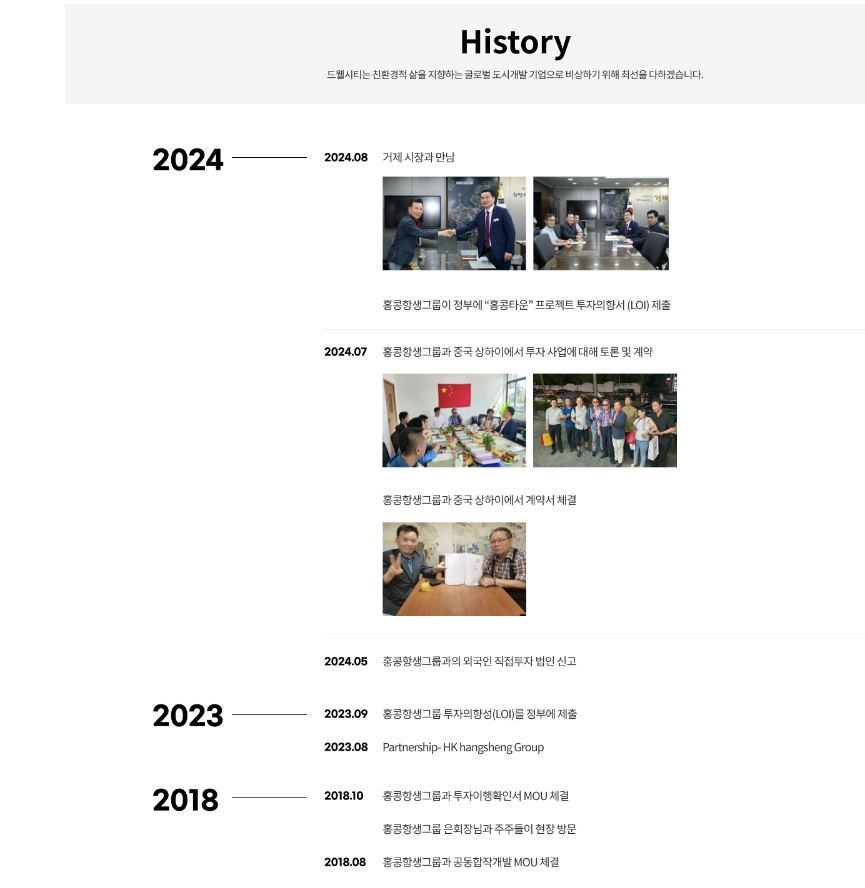 History
드웰시티는 친환경적 삶을 지향하는 글로벌 도시개발 기업으로 비상하기 위해 최선을 다하겠습니다.
2024
2024.08 거제 시장과 만남
홍콩항생그룹이 정부에 “홍콩타운” 프로젝트 투자의향서 (LOI) 제출
2024.07 홍콩항생그룹과 중국 상하이에서 투자 사업에 대해 토론 및 계약
홍콩항생그룹과 중국 상하이에서 계약서 체결
2024.05 홍콩항생그룹과의 외국인 직접투자 법인 신고
2023
2023.09 홍콩항생그룹 투자의향성(LOI)를 정부에 제출
2023.08 Partnership- HK hangsheng Group
2018
2018.10 홍콩항생그룹과 투자이행확인서 MOU 체결
홍콩항생그룹 은회장님과 주주들이 현장 방문
2018.08 홍콩항생그룹과 공동합작개발 MOU 체결